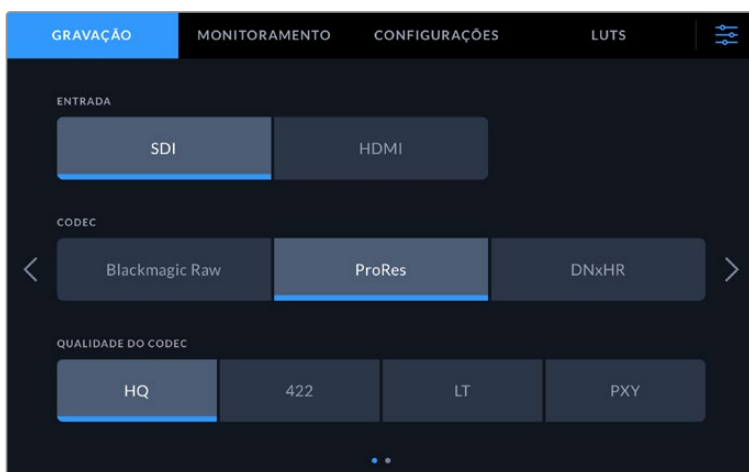 GRAVAÇÃO MONITORAMENTO CONFIGURAÇÕES LUTS
ENTRADA
SDI HDMI
CODEC
Blackmagic Raw ProRes DNxHR
QUALIDADE DO CODEC
HQ 422 LT PXY